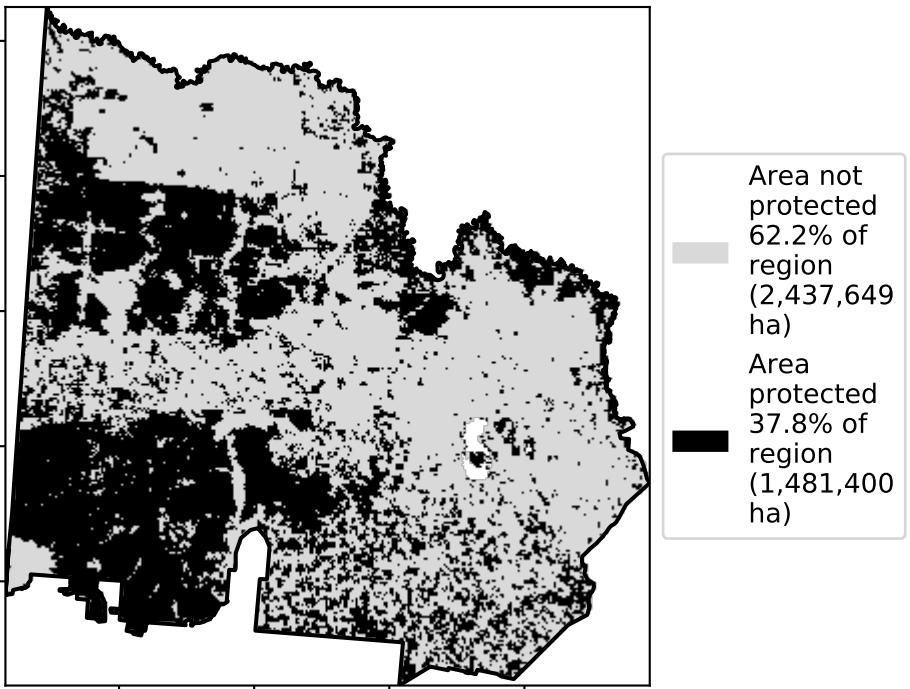 Area not
protected
62.2% of
region
(2,437,649
ha)
Area
protected
37.8% of
region
(1,481,400
ha)